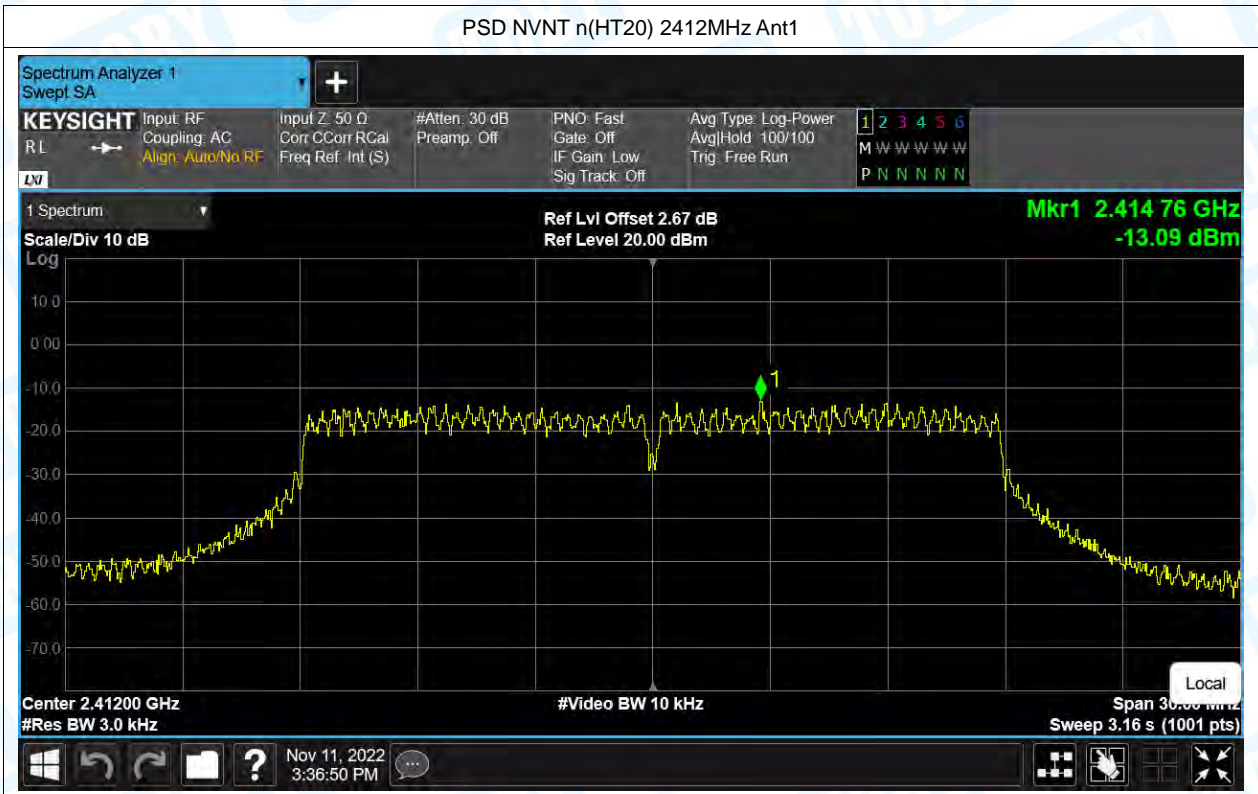 PSD NVNT n(HT20) 2412MHz Ant1
Spectrum Analyzer 1
Swept SA
KEYSIGHT
RL
LXI
Input: RF
Coupling: AC
Align: Auto/No RF
Input Z: 50 Ω
Corr CCorr RCal
Freq Ref: Int (S)
#Atten: 30 dB
Preamp: Off
PNO: Fast
Gate: Off
IF Gain: Low
Sig Track: Off
Avg Type: Log-Power
Avg|Hold: 100/100
Trig: Free Run
1 2 3 4 5 6
M W W W W W
P N N N N N
1 Spectrum
Scale/Div 10 dB
Ref Lvl Offset 2.67 dB
Ref Level 20.00 dBm
Mkr1 2.414 76 GHz
-13.09 dBm
Log
10.0
0.00
-10.0
-20.0
-30.0
-40.0
-50.0
-60.0
-70.0
1
Local
Center 2.41200 GHz
#Res BW 3.0 kHz
#Video BW 10 kHz
Span 30.00 MHz
Sweep 3.16 s (1001 pts)
Nov 11, 2022
3:36:50 PM